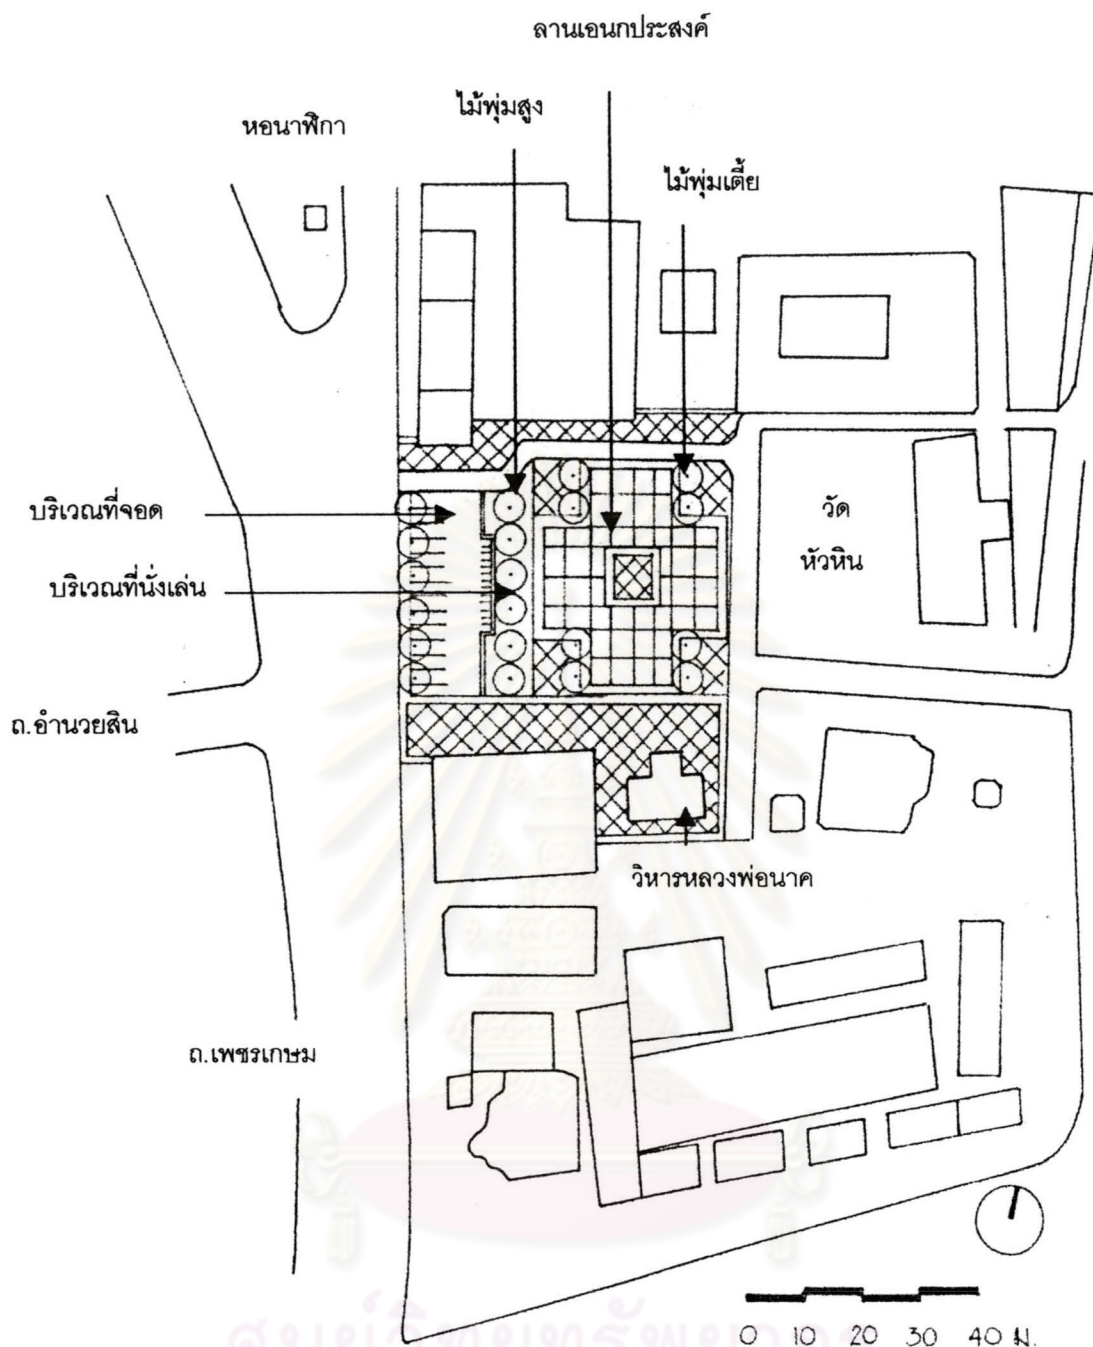 ลานเอนกประสงค์
ไม้พุ่มสูง
หอนาฬิกา
ไม้พุ่มเตี้ย
บริเวณที่จอด
วัด
หัวหิน
บริเวณที่นั่งเล่น
ถ.อำนวยสิน
วิหารหลวงพ่อนาค
ถ.เพชรเกษม
0 10 20 30 40 ม.